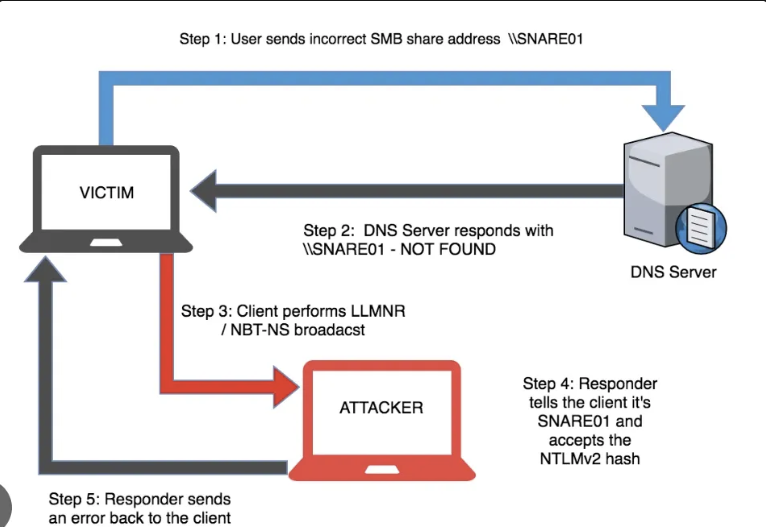 Step 1: User sends incorrect SMB share address \\SNARE01
VICTIM
Step 2: DNS Server responds with
\\SNARE01 - NOT FOUND
DNS Server
Step 3: Client performs LLMNR
/ NBT-NS broadacst
ATTACKER
Step 4: Responder
tells the client it's
SNARE01 and
accepts the
NTLMv2 hash
Step 5: Responder sends
an error back to the client